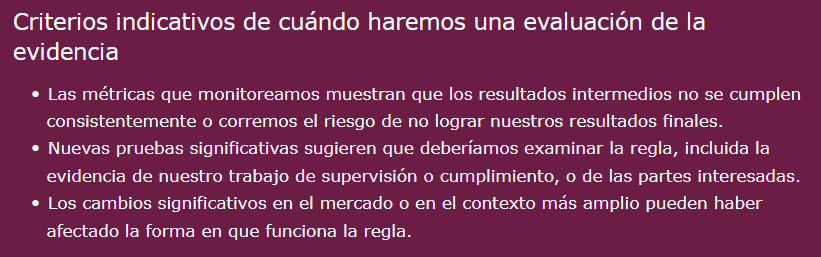 Criterios indicativos de cuándo haremos una evaluación de la
evidencia
• Las métricas que monitoreamos muestran que los resultados intermedios no se cumplen
consistentemente o corremos el riesgo de no lograr nuestros resultados finales.
• Nuevas pruebas significativas sugieren que deberíamos examinar la regla, incluida la
evidencia de nuestro trabajo de supervisión o cumplimiento, o de las partes interesadas.
• Los cambios significativos en el mercado o en el contexto más amplio pueden haber
afectado la forma en que funciona la regla.